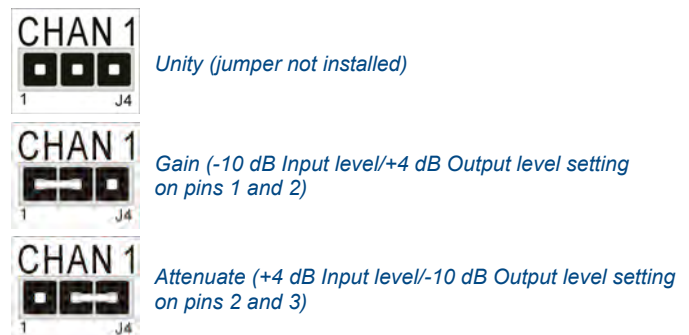 CHAN 1
1 J4
Unity (jumper not installed)
CHAN 1
1 J4
Gain (-10 dB Input level/+4 dB Output level setting
on pins 1 and 2)
CHAN 1
1 J4
Attenuate (+4 dB Input level/-10 dB Output level setting
on pins 2 and 3)